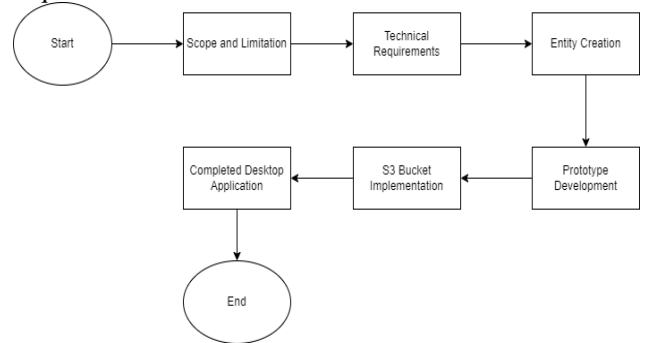 Start
Scope and Limitation
Technical
Requirements
Entity Creation
Prototype
Development
S3 Bucket
Implementation
Completed Desktop
Application
End